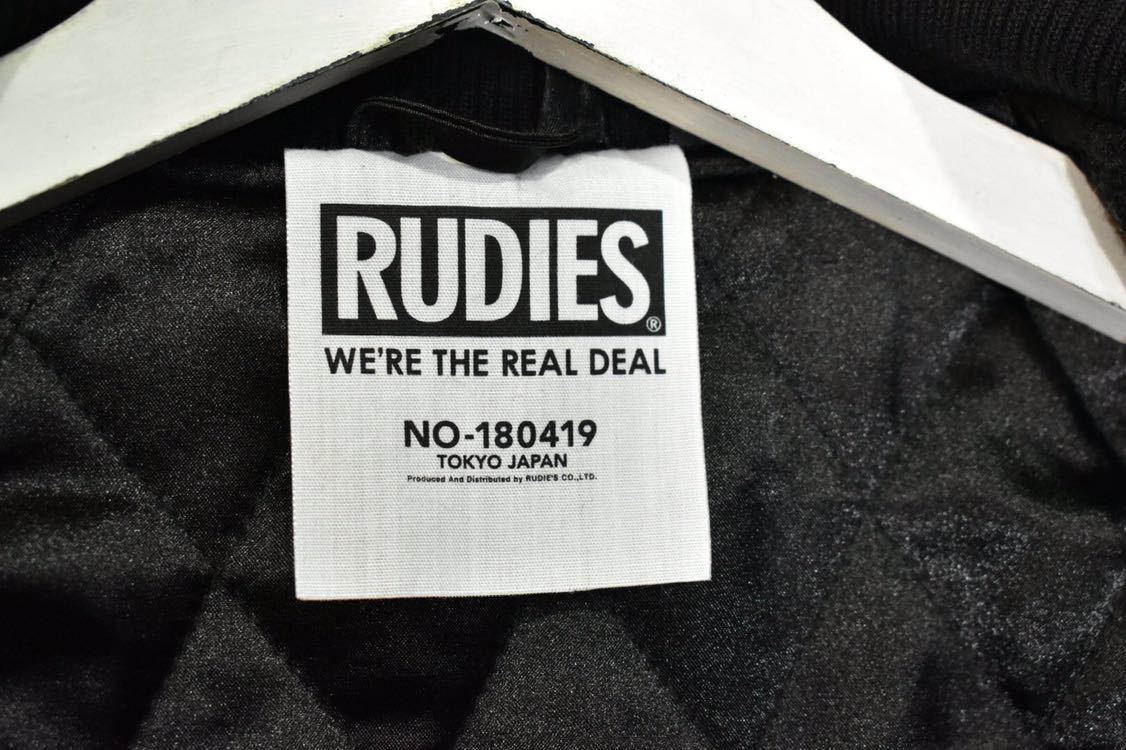 RUDIES®
WE'RE THE REAL DEAL
NO-180419
TOKYO JAPAN
Produced And Distributed by RUDIE'S CO.,LTD.